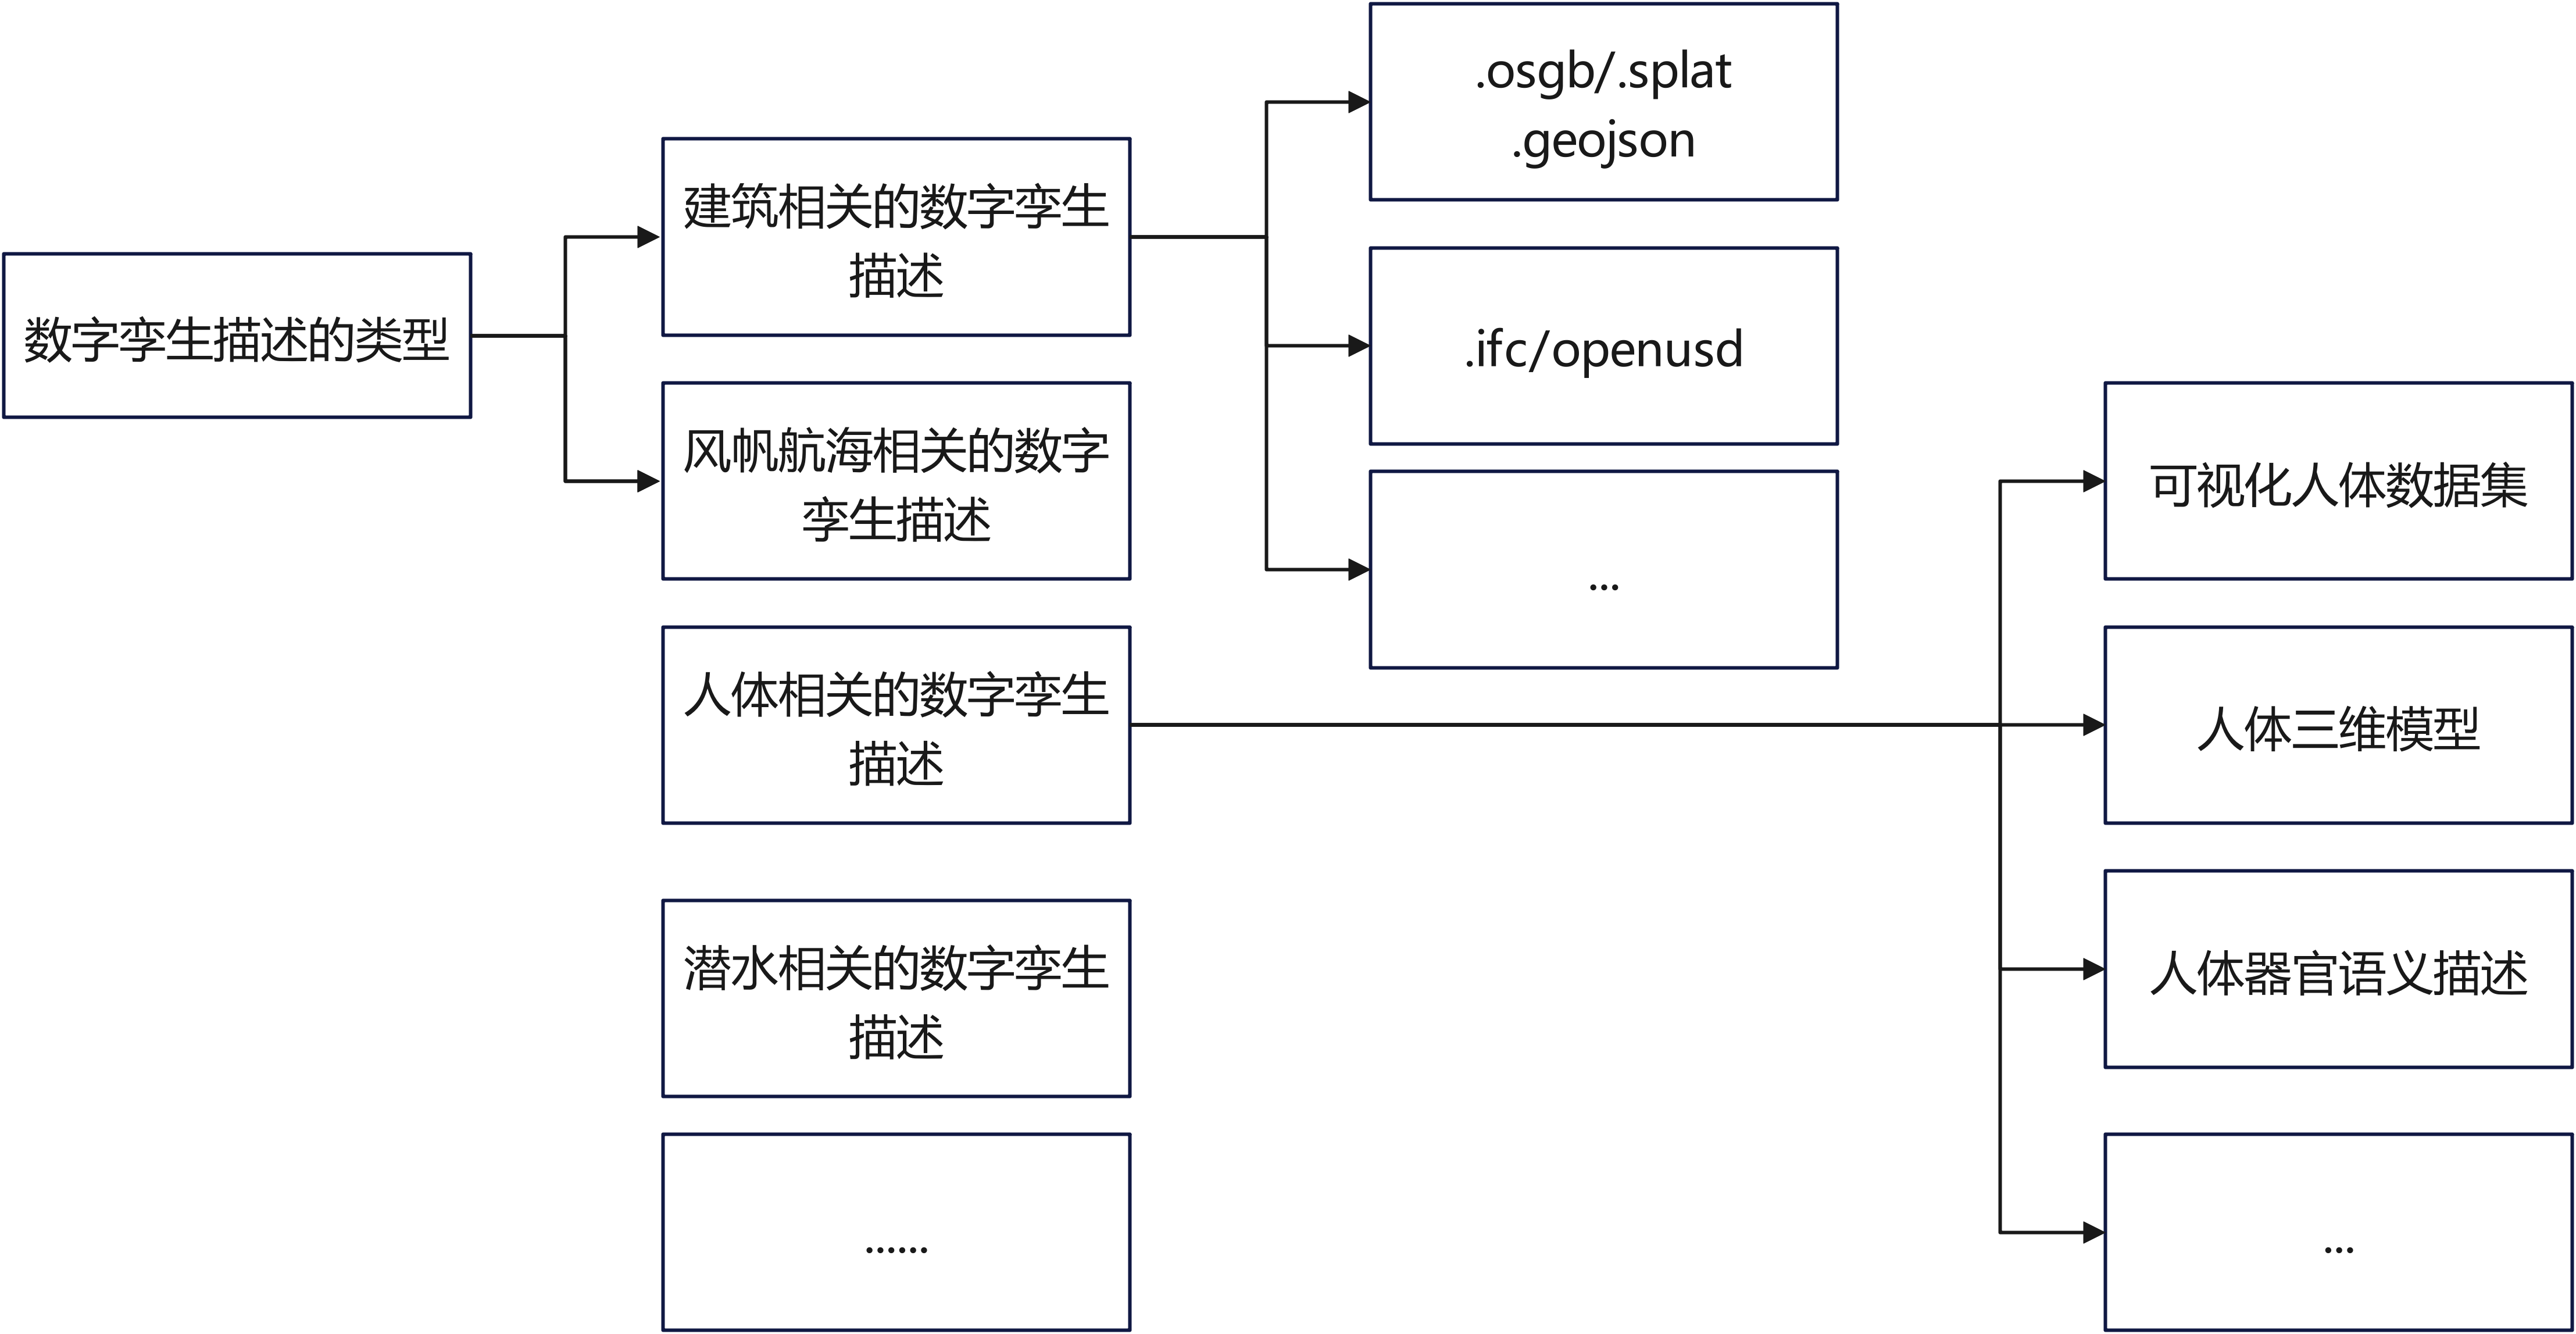 数字孪生描述的类型
建筑相关的数字孪生
描述
风帆航海相关的数字
孪生描述
人体相关的数字孪生
描述
潜水相关的数字孪生
描述
......
.osgb/.splat
.geojson
.ifc/openusd
...
可视化人体数据集
人体三维模型
人体器官语义描述
...